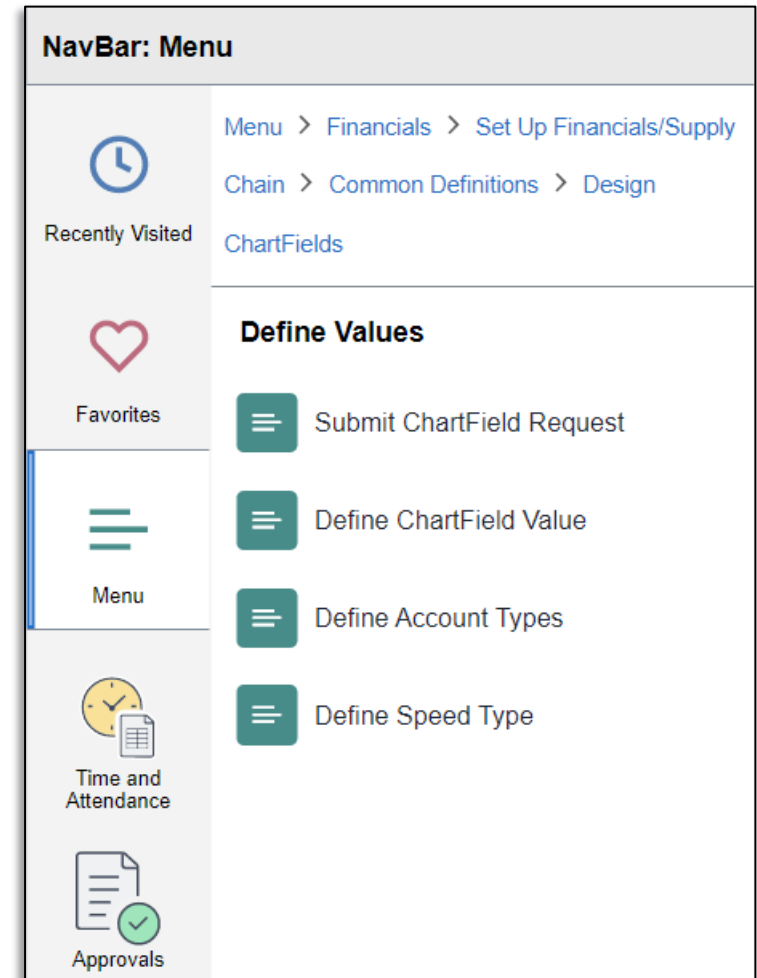 NavBar: Menu
Recently Visited
Favorites
Menu
Time and
Attendance
Approvals
Menu > Financials > Set Up Financials/Supply
Chain > Common Definitions > Design
ChartFields
Define Values
Submit ChartField Request
Define ChartField Value
Define Account Types
Define Speed Type